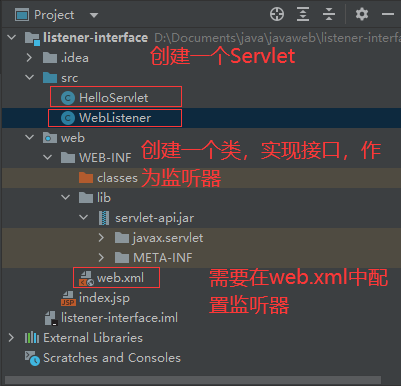 Project
listener-interface D:\Documents\java\javaweb\listener-interfa
.idea
创建一个Servlet
src
HelloServlet
WebListener
web
WEB-INF
创建一个类，实现接口，作
为监听器
classes
lib
servlet-api.jar
javax.servlet
META-INF
web.xml
需要在web.xml中配
置监听器
index.jsp
listener-interface.iml
External Libraries
Scratches and Consoles